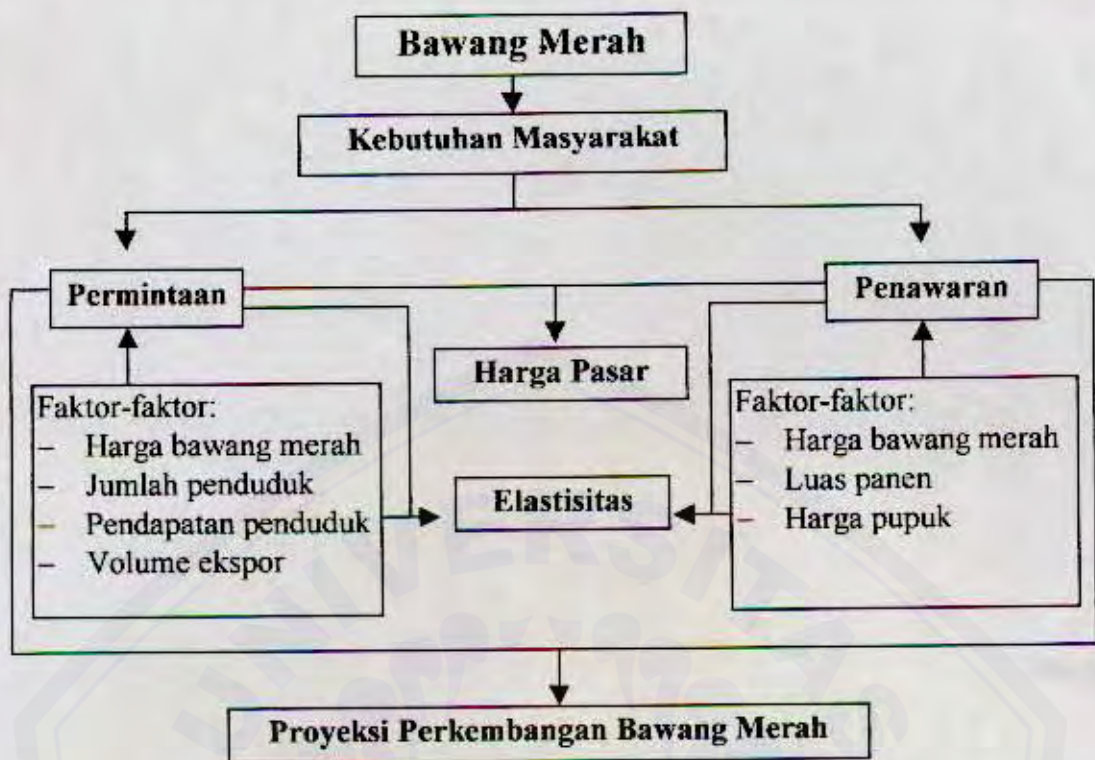 Bawang Merah
Kebutuhan Masyarakat
Permintaan
Penawaran
Harga Pasar
Faktor-faktor:
– Harga bawang merah
– Jumlah penduduk
– Pendapatan penduduk
– Volume ekspor
Elastisitas
Faktor-faktor:
– Harga bawang merah
– Luas panen
– Harga pupuk
UNIVERSITAS
Proyeksi Perkembangan Bawang Merah